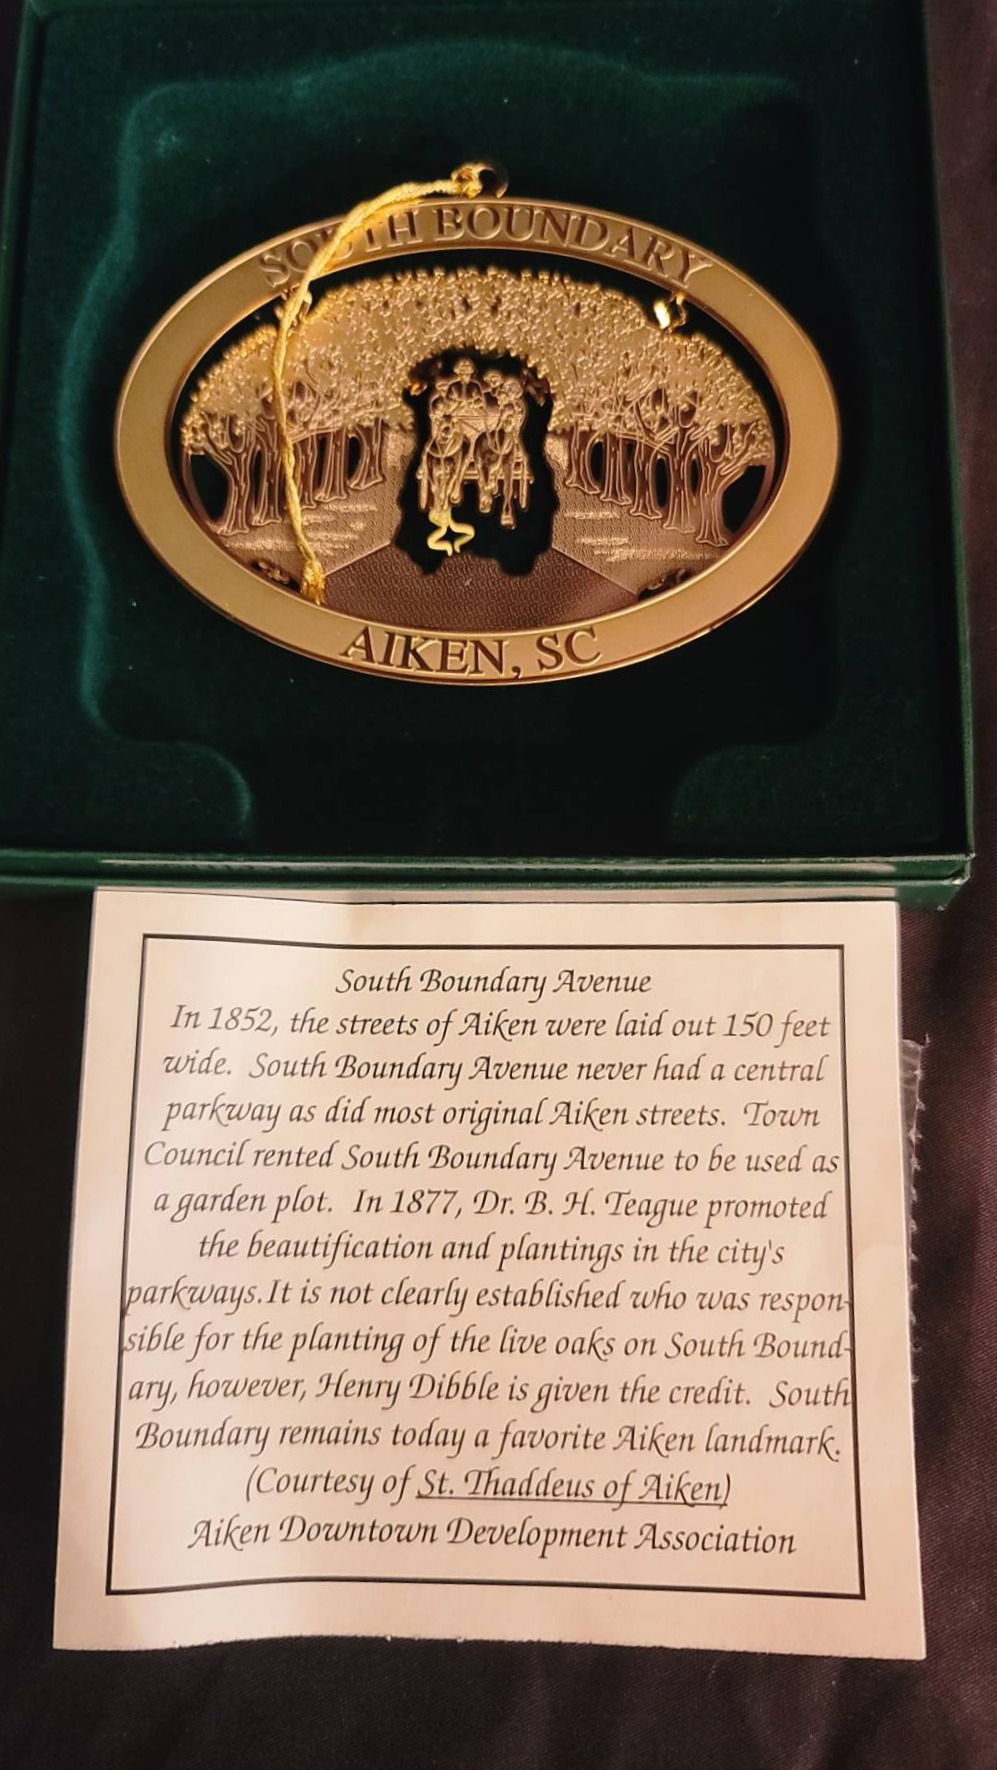 SOUTH BOUNDARY
AIKEN, SC
South Boundary Avenue
In 1852, the streets of Aiken were laid out 150 feet
wide. South Boundary Avenue never had a central
parkway as did most original Aiken streets. Town
Council rented South Boundary Avenue to be used as
a garden plot. In 1877, Dr. B. H. Teague promoted
the beautification and plantings in the city's
parkways.It is not clearly established who was respon-
sible for the planting of the live oaks on South Bound-
ary, however, Henry Dibble is given the credit. South
Boundary remains today a favorite Aiken landmark.
(Courtesy of St. Thaddeus of Aiken)
Aiken Downtown Development Association